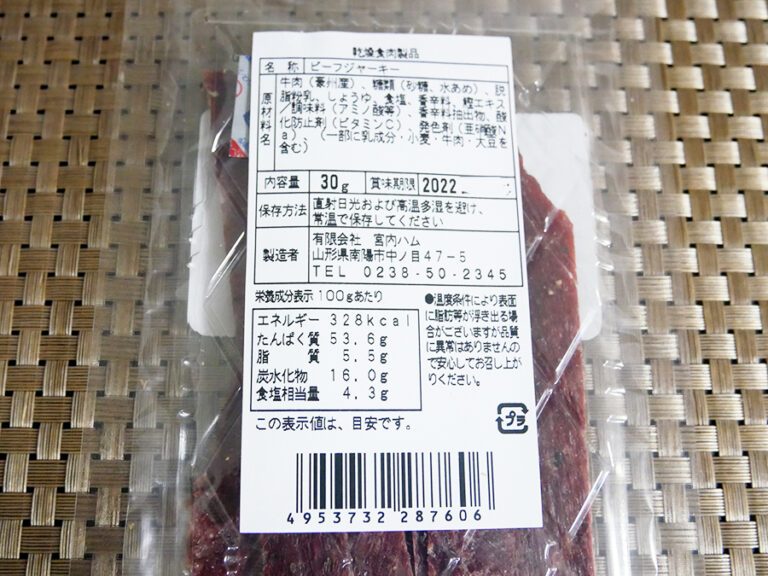 乾燥食肉製品
名 称 ビーフジャーキー
原材料名
牛肉(豪州産)、糖類(砂糖、水あめ)、脱
脂粉乳、しょうゆ、食塩、香辛料、鰹エキス
/調味料(アミノ酸等)、香辛料抽出物、酸
化防止剤(ビタミンC)、発色剤(亜硝酸N
a)、(一部に乳成分・小麦・牛肉・大豆を
含む)
内容量 30g 賞味期限 2022
保存方法 直射日光および高温多湿を避け、
常温で保存してください
製造者 有限会社 宮内ハム
山形県南陽市中ノ目47-5
TEL 0238-50-2345
栄養成分表示 100gあたり
エネルギー 328kcal
たんぱく質 53.6g
脂 質 5.5g
炭水化物 16.0g
食塩相当量 4.3g
この表示値は、目安です。
●温度条件により表面
に脂肪等が浮き出る場
合がございますが品質
に異常はありませんの
で安心してお召し上が
りください。
プラ
4953732 287606